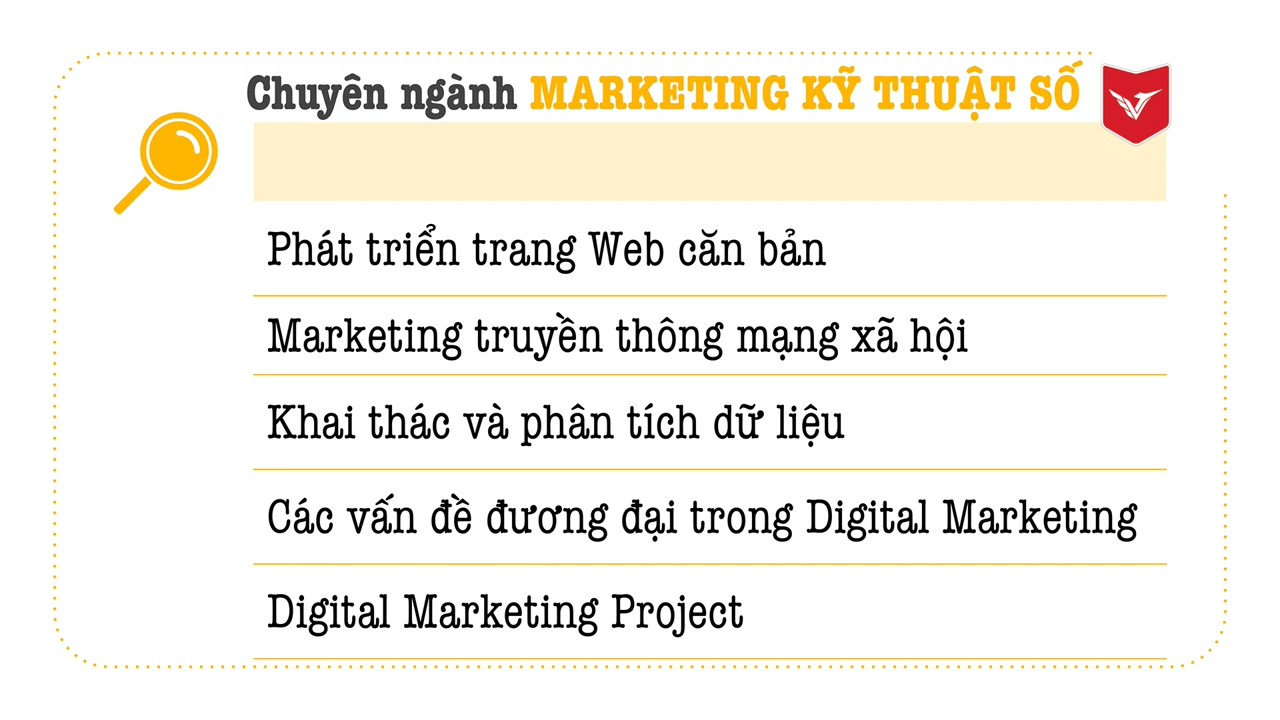 Chuyên ngành MARKETING KỸ THUẬT SỐ
Phát triển trang Web căn bản
Marketing truyền thông mạng xã hội
Khai thác và phân tích dữ liệu
Các vấn đề đương đại trong Digital Marketing
Digital Marketing Project